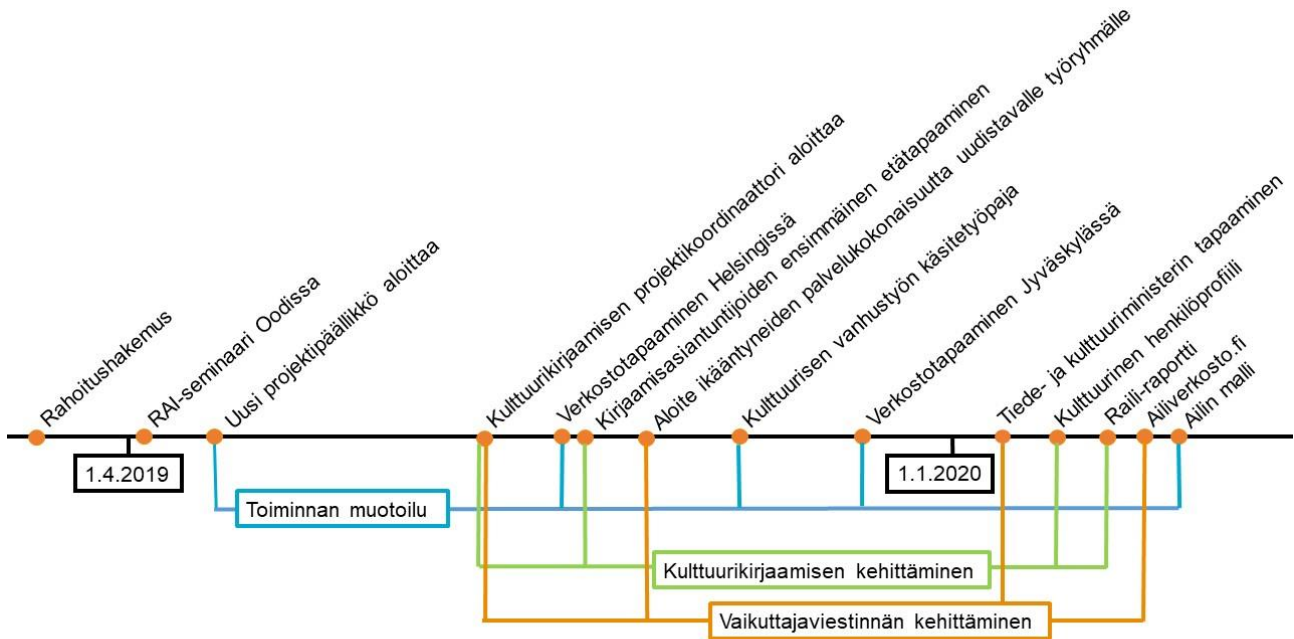 Rahoitushakemus
RAI-seminaari Oodissa
Uusi projektipäällikkö aloittaa
Kulttuurikirjaamisen projektikoordinaattori aloittaa
Verkostotapaaminen Helsingissä
Kirjaamisasiantuntijoiden ensimmäinen etätapaaminen
Aloite ikääntyneiden palvelukokonaisuutta uudistavalle työryhmälle
Kulttuurisen vanhustyön käsitetyöpaja
Verkostotapaaminen Jyväskylässä
Tiede- ja kulttuuriministerin tapaaminen
Kulttuurinen henkilöprofiili
Raili-raportti
Ailiverkosto.fi
Ailin malli
1.4.2019
1.1.2020
Toiminnan muotoilu
Kulttuurikirjaamisen kehittäminen
Vaikuttajaviestinnän kehittäminen